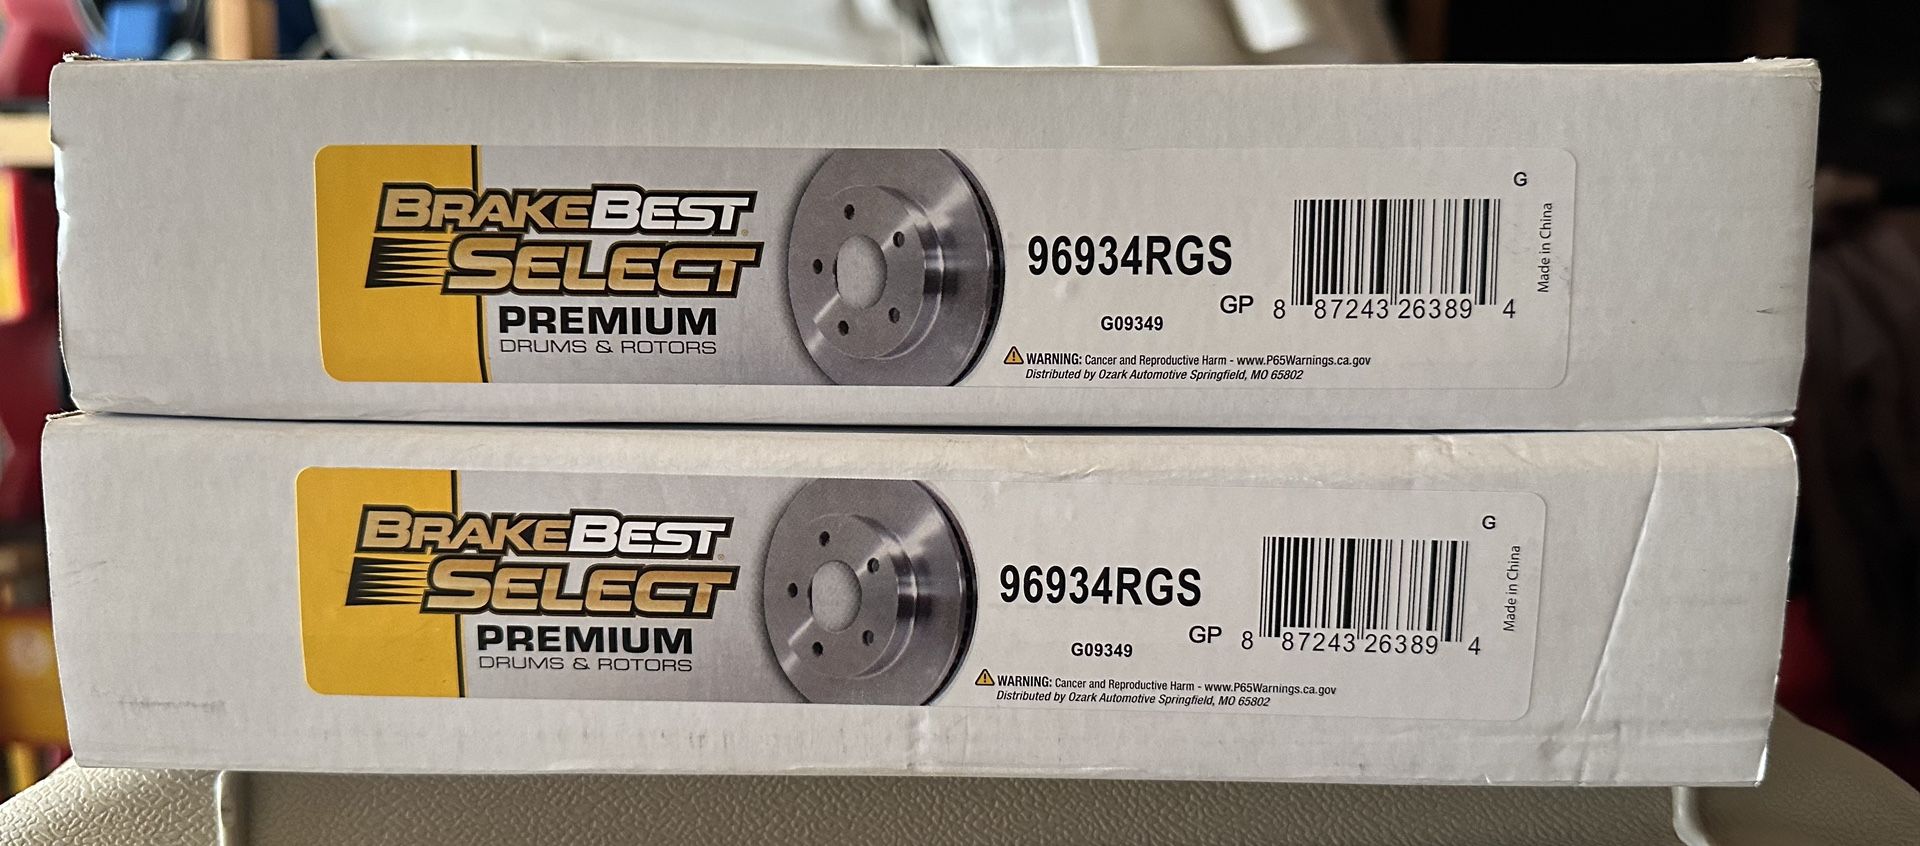 BRAKEBEST
SELECT
PREMIUM
DRUMS & ROTORS
96934RGS
G09349
GP
8 87243 26389 4
G
Made in China
WARNING: Cancer and Reproductive Harm - www.P65Warnings.ca.gov
Distributed by Ozark Automotive Springfield, MO 65802
BRAKEBEST
SELECT
PREMIUM
DRUMS & ROTORS
96934RGS
G09349
GP
8 87243 26389 4
G
Made in China
WARNING: Cancer and Reproductive Harm - www.P65Warnings.ca.gov
Distributed by Ozark Automotive Springfield, MO 65802